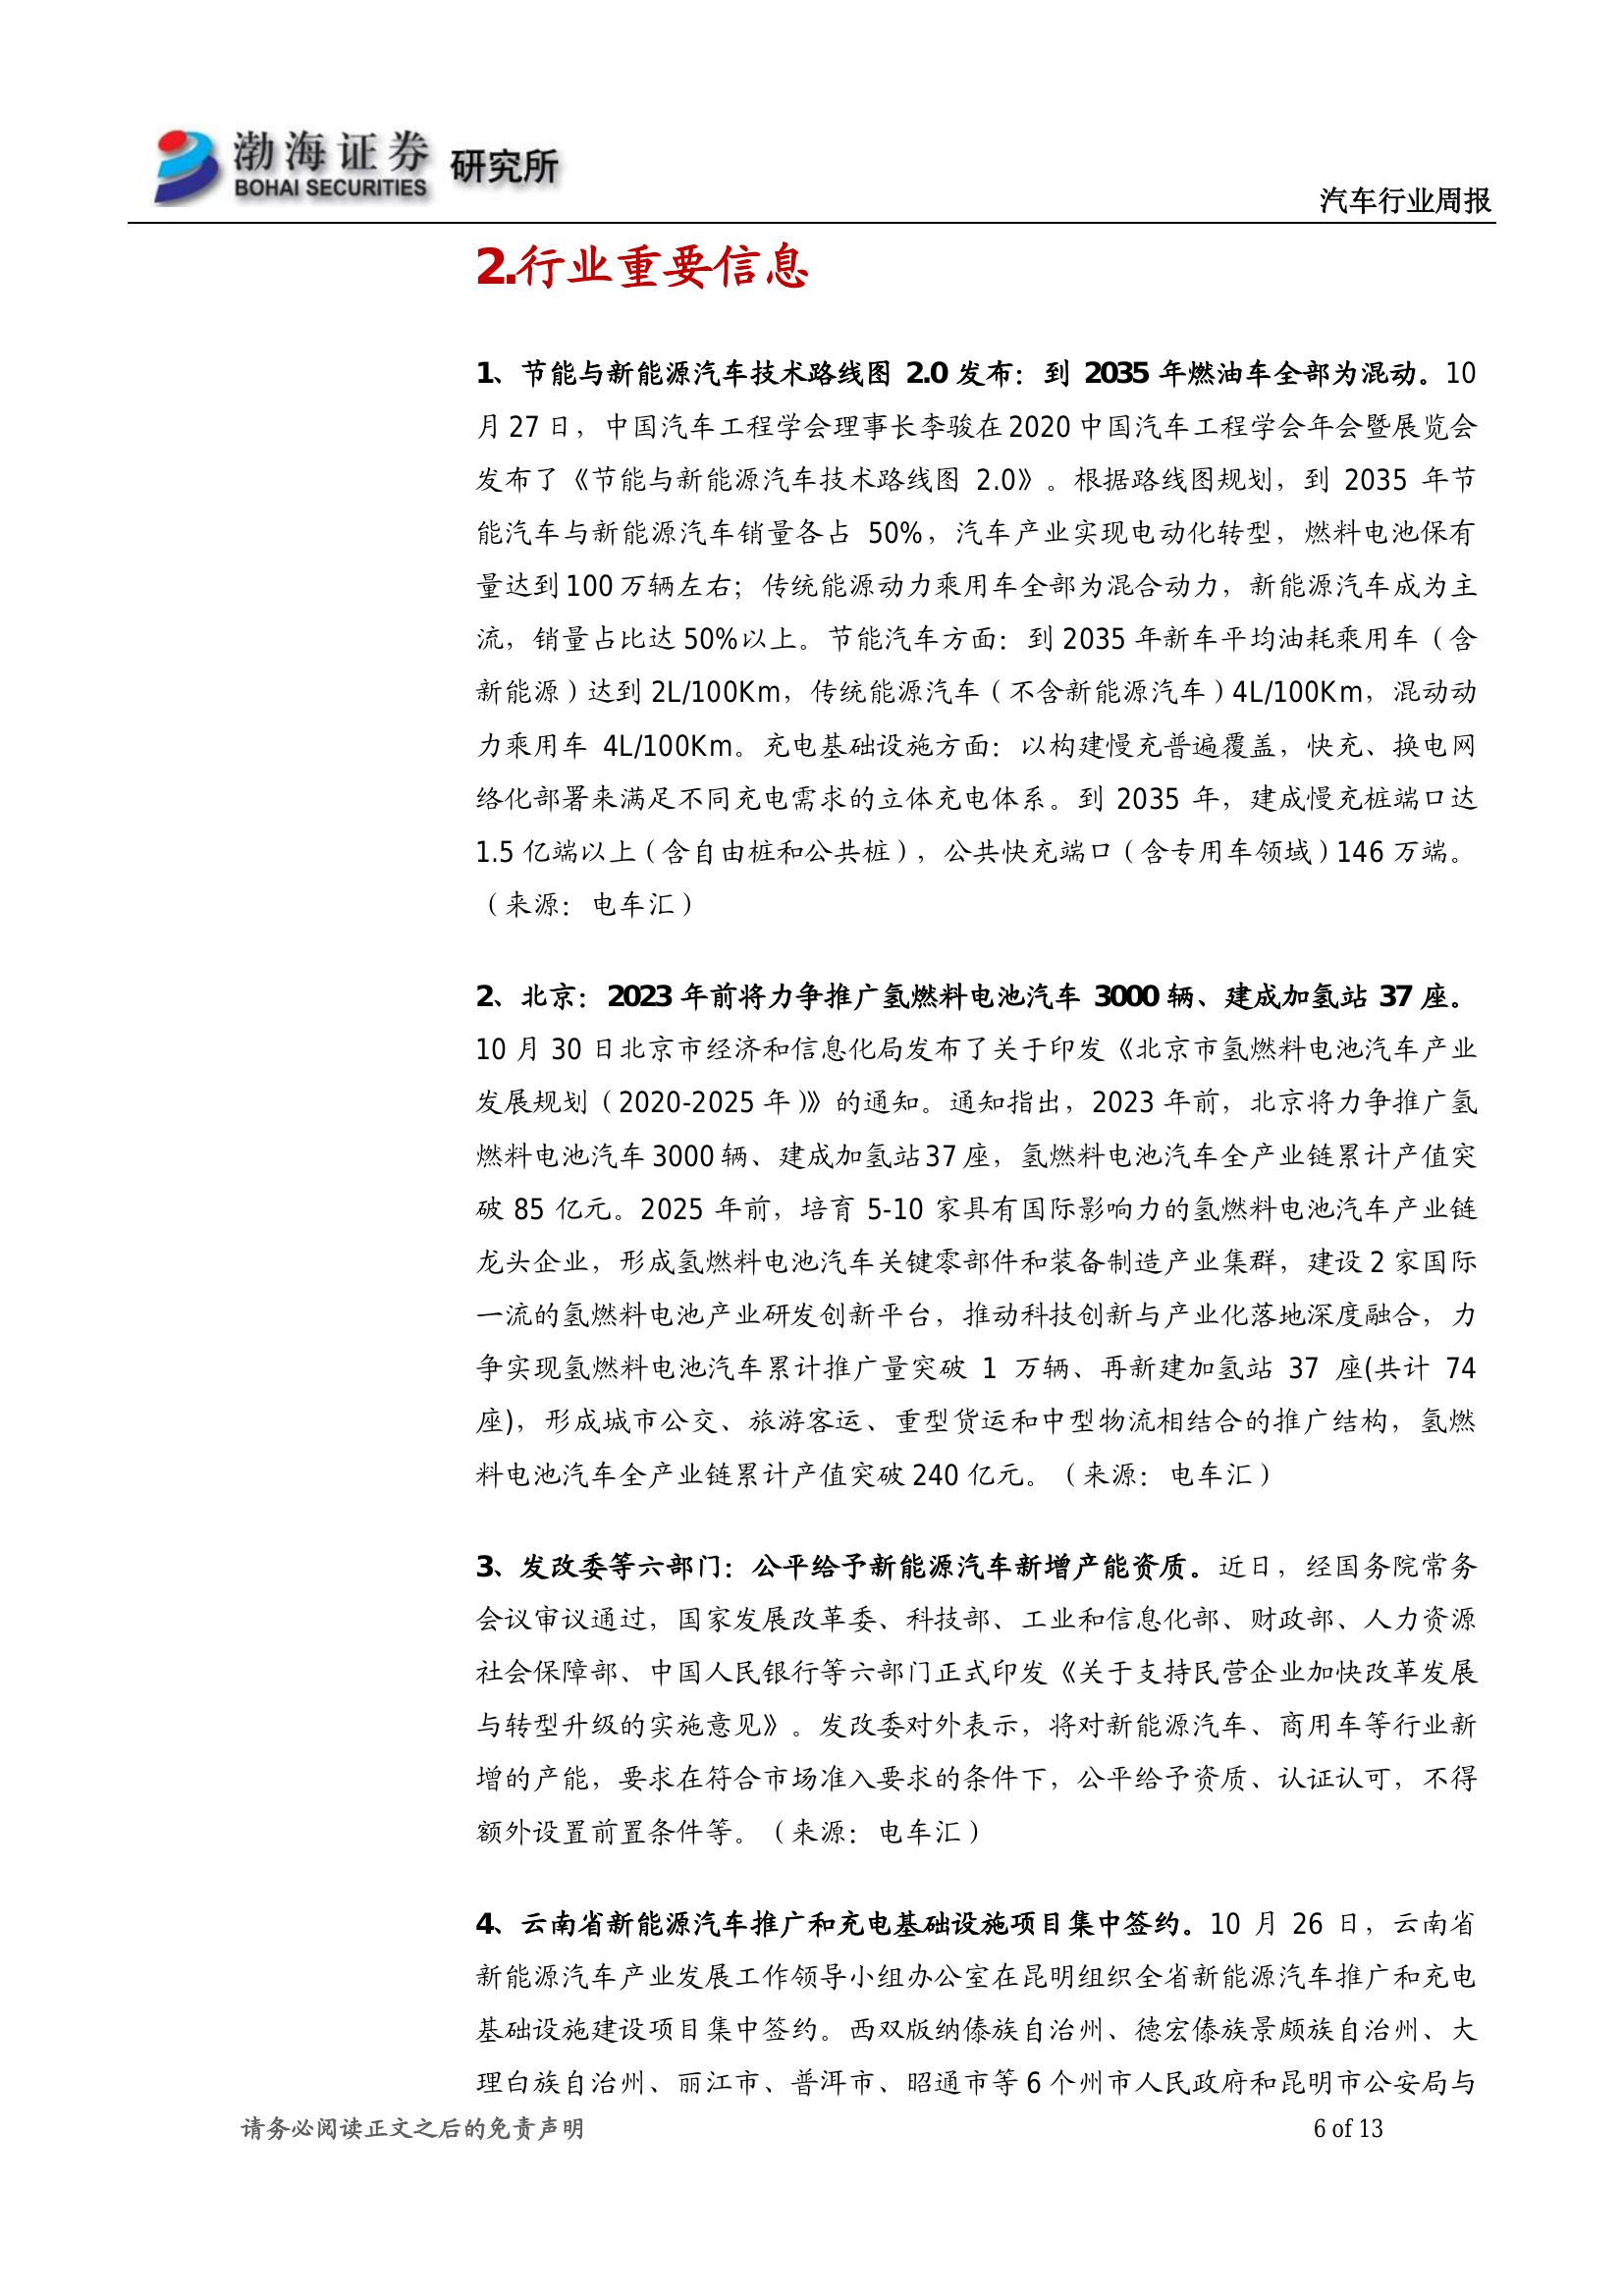 渤海证券
BOHAI SECURITIES
研究所
汽车行业周报
2.行业重要信息
1、节能与新能源汽车技术路线图 2.0 发布：到 2035 年燃油车全部为混动。10
月 27 日，中国汽车工程学会理事长李骏在 2020 中国汽车工程学会年会暨展览会
发布了《节能与新能源汽车技术路线图 2.0》。根据路线图规划，到 2035 年节
能汽车与新能源汽车销量各占 50%，汽车产业实现电动化转型，燃料电池保有
量达到 100 万辆左右；传统能源动力乘用车全部为混合动力，新能源汽车成为主
流，销量占比达 50%以上。节能汽车方面：到 2035 年新车平均油耗乘用车（含
新能源）达到 2L/100Km，传统能源汽车（不含新能源汽车）4L/100Km，混动动
力乘用车 4L/100Km。充电基础设施方面：以构建慢充普遍覆盖，快充、换电网
络化部署来满足不同充电需求的立体充电体系。到 2035 年，建成慢充桩端口达
1.5 亿端以上（含自由桩和公共桩），公共快充端口（含专用车领域）146 万端。
（来源：电车汇）
2、北京：2023 年前将力争推广氢燃料电池汽车 3000 辆、建成加氢站 37 座。
10 月 30 日北京市经济和信息化局发布了关于印发《北京市氢燃料电池汽车产业
发展规划（2020-2025 年）》的通知。通知指出，2023 年前，北京将力争推广氢
燃料电池汽车 3000 辆、建成加氢站 37 座，氢燃料电池汽车全产业链累计产值突
破 85 亿元。2025 年前，培育 5-10 家具有国际影响力的氢燃料电池汽车产业链
龙头企业，形成氢燃料电池汽车关键零部件和装备制造产业集群，建设 2 家国际
一流的氢燃料电池产业研发创新平台，推动科技创新与产业化落地深度融合，力
争实现氢燃料电池汽车累计推广量突破 1 万辆、再新建加氢站 37 座(共计 74
座)，形成城市公交、旅游客运、重型货运和中型物流相结合的推广结构，氢燃
料电池汽车全产业链累计产值突破 240 亿元。（来源：电车汇）
3、发改委等六部门：公平给予新能源汽车新增产能资质。近日，经国务院常务
会议审议通过，国家发展改革委、科技部、工业和信息化部、财政部、人力资源
社会保障部、中国人民银行等六部门正式印发《关于支持民营企业加快改革发展
与转型升级的实施意见》。发改委对外表示，将对新能源汽车、商用车等行业新
增的产能，要求在符合市场准入要求的条件下，公平给予资质、认证认可，不得
额外设置前置条件等。（来源：电车汇）
4、云南省新能源汽车推广和充电基础设施项目集中签约。10 月 26 日，云南省
新能源汽车产业发展工作领导小组办公室在昆明组织全省新能源汽车推广和充电
基础设施建设项目集中签约。西双版纳傣族自治州、德宏傣族景颇族自治州、大
理白族自治州、丽江市、普洱市、昭通市等 6 个州市人民政府和昆明市公安局与
请务必阅读正文之后的免责声明
6 of 13